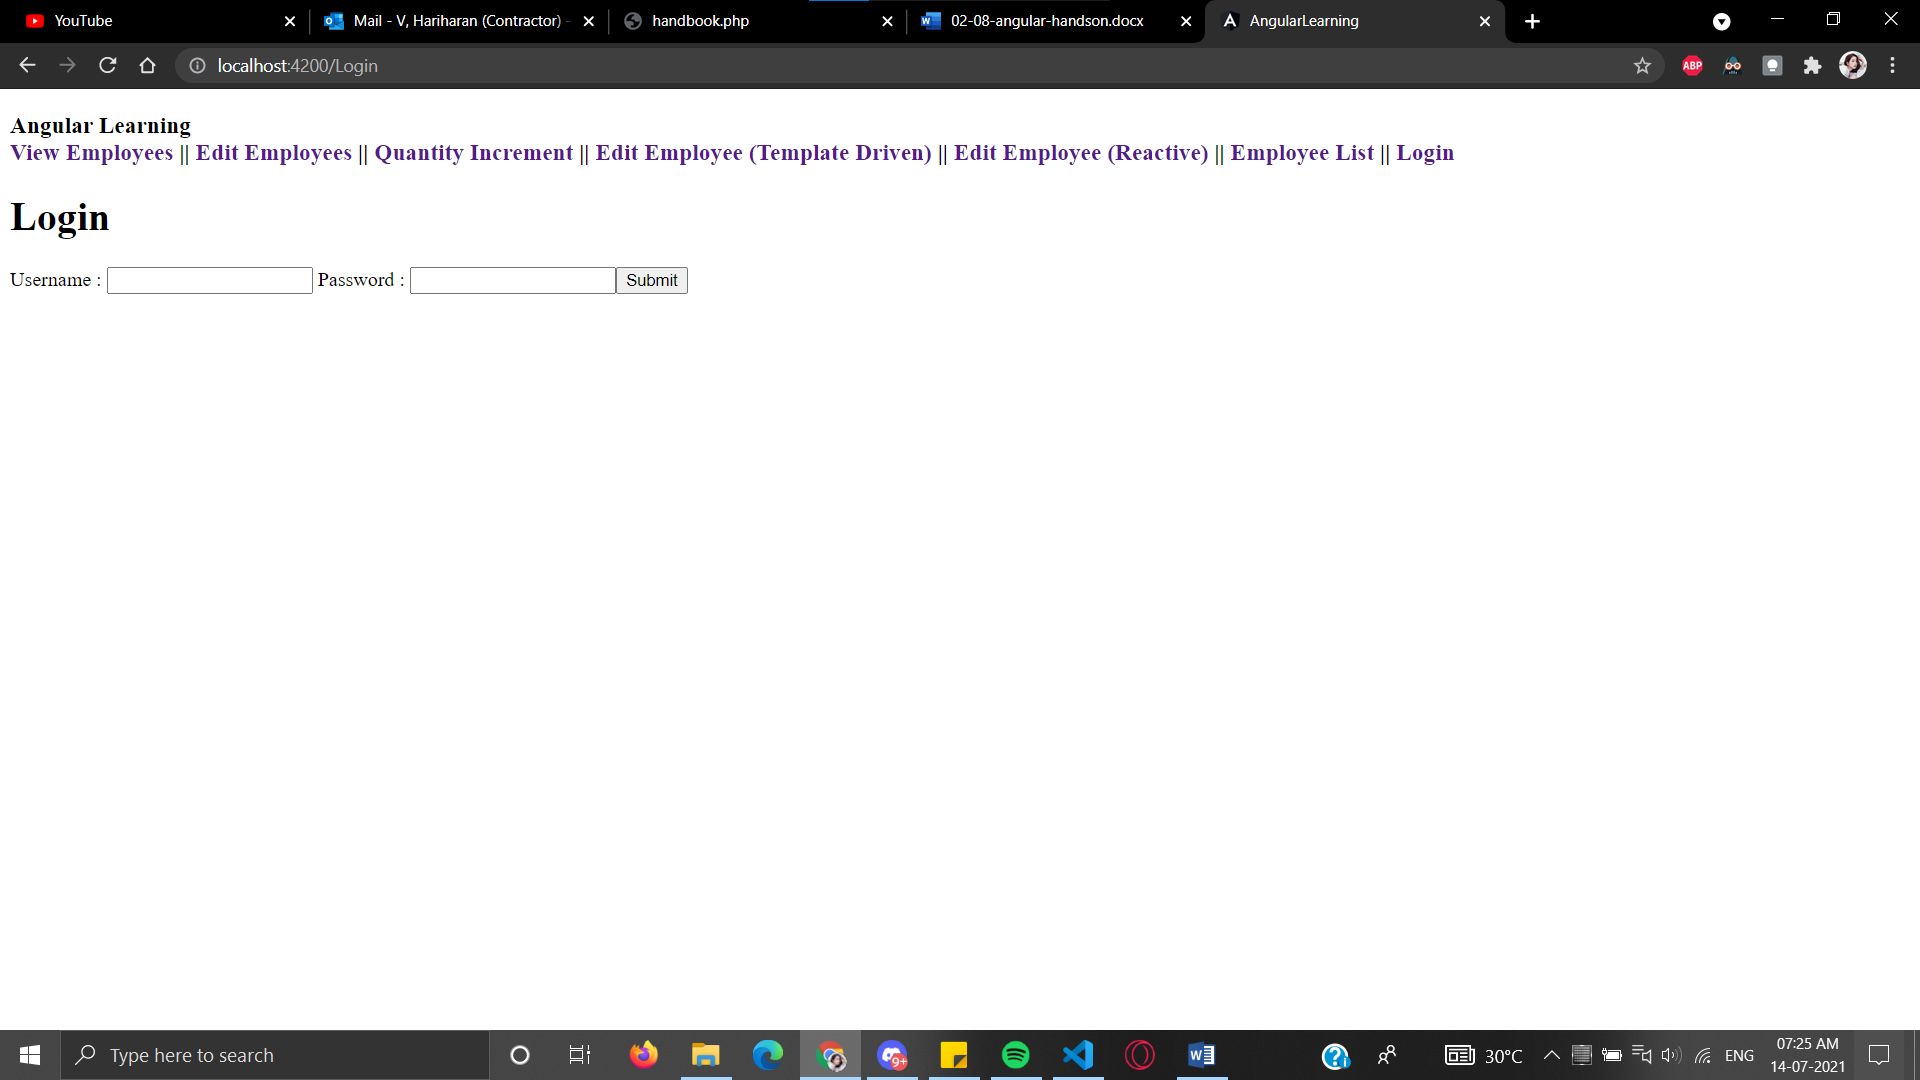 YouTube
Mail - V, Hariharan (Contractor) -
handbook.php
02-08-angular-handson.docx
AngularLearning
localhost:4200/Login
ABP
Angular Learning
View Employees || Edit Employees || Quantity Increment || Edit Employee (Template Driven) || Edit Employee (Reactive) || Employee List || Login
Login
Username : Password : Submit
Type here to search
9+
30°C
ENG
07:25 AM
14-07-2021